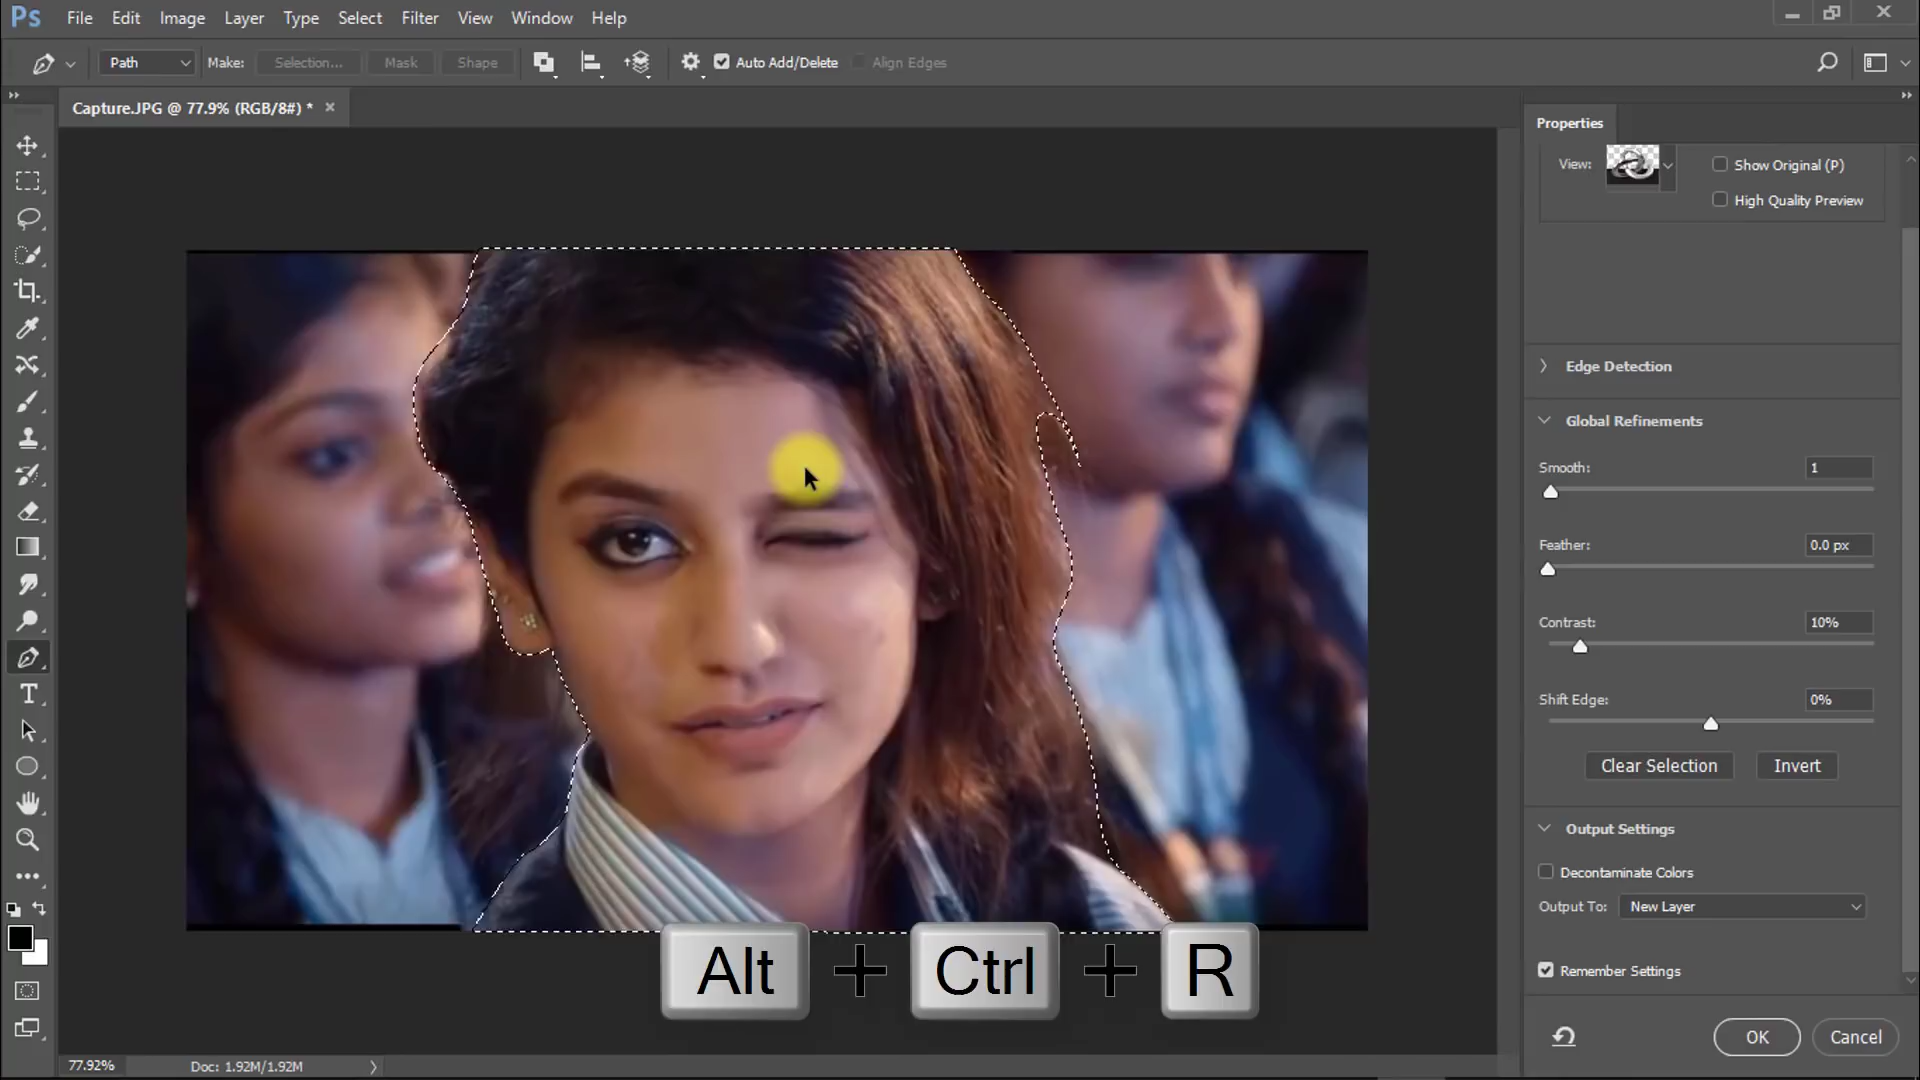 Ps File Edit Image Layer Type Select Filter View Window Help
Path Make: Selection... Mask Shape Auto Add/Delete Align Edges
Capture.JPG @ 77.9% (RGB/8#) *
Properties
View: Show Original (P)
High Quality Preview
Edge Detection
Global Refinements
Smooth: 1
Feather: 0.0 px
Contrast: 10%
Shift Edge: 0%
Clear Selection Invert
Output Settings
Decontaminate Colors
Output To: New Layer
Remember Settings
OK Cancel
Alt + Ctrl + R
77.92% Doc: 1.92M/1.92M